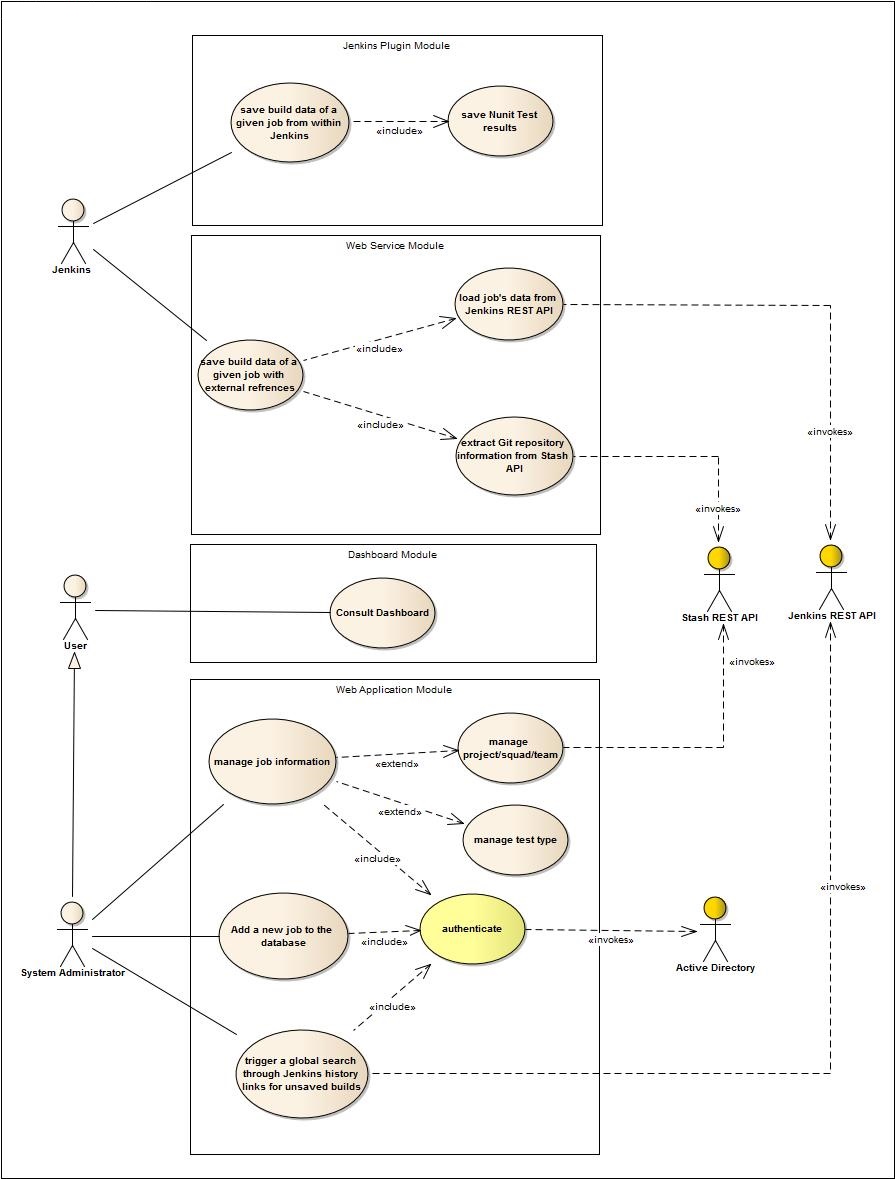 Jenkins Plugin Module
save build data of a
given job from within
Jenkins
«include»
save Nunit Test
results
Jenkins
Web Service Module
load job's data from
Jenkins REST API
«include»
save build data of a
given job with
external refrences
«include»
extract Git repository
information from Stash
API
«invokes»
«invokes»
Stash REST API
Jenkins REST API
Dashboard Module
Consult Dashboard
User
«invokes»
Web Application Module
manage job information
«extend»
manage
project/squad/team
«extend»
manage test type
«include»
«invokes»
Add a new job to the
database
«include»
authenticate
«invokes»
Active Directory
System Administrator
«include»
trigger a global search
through Jenkins history
links for unsaved builds